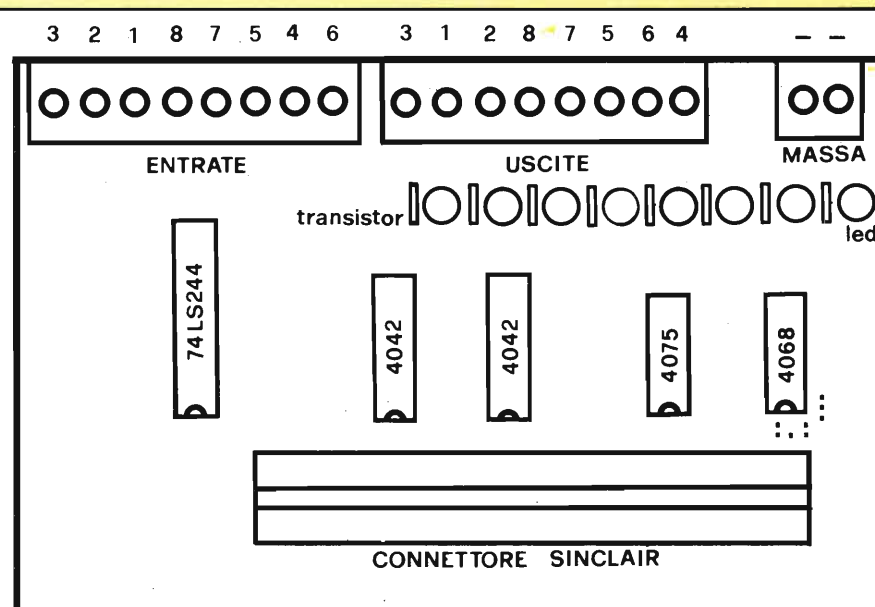 3 2 1 8 7 5 4 6 3 1 2 8 7 5 6 4 – –
ENTRATE USCITE MASSA
transistor led
74LS244 4042 4042 4075 4068
CONNETTORE SINCLAIR